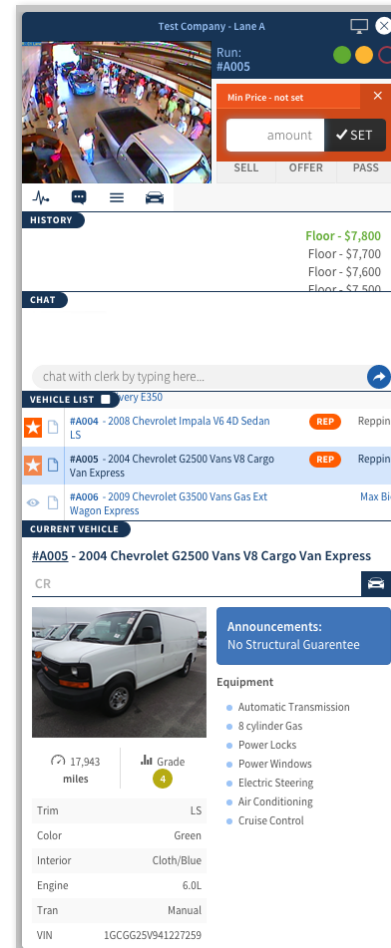 Test Company - Lane A
Run:
#A005
Min Price - not set
amount
SET
SELL OFFER PASS
HISTORY
Floor - $7,800
Floor - $7,700
Floor - $7,600
Floor - $7,500
CHAT
chat with clerk by typing here...
VEHICLE LIST
very E350
#A004 - 2008 Chevrolet Impala V6 4D Sedan
LS
REP
Reppin
#A005 - 2004 Chevrolet G2500 Vans V8 Cargo
Van Express
REP
Reppin
#A006 - 2009 Chevrolet G3500 Vans Gas Ext
Wagon Express
Max Bi
CURRENT VEHICLE
#A005 - 2004 Chevrolet G2500 Vans V8 Cargo Van Express
CR
Announcements:
No Structural Guarentee
17,943
miles
Grade
4
Equipment
Automatic Transmission
8 cylinder Gas
Power Locks
Power Windows
Electric Steering
Air Conditioning
Cruise Control
Trim LS
Color Green
Interior Cloth/Blue
Engine 6.0L
Tran Manual
VIN 1GCGG25V941227259